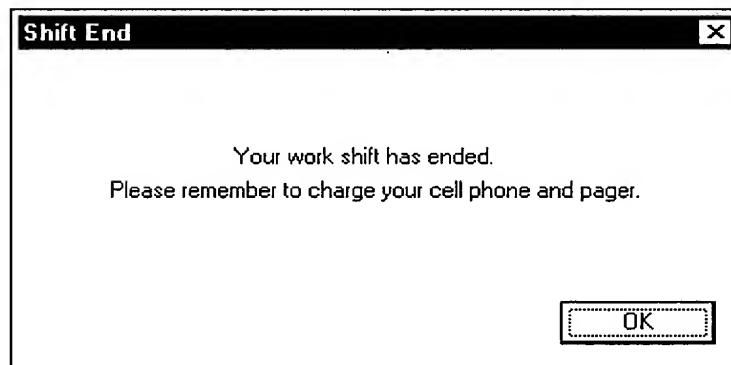 Shift End
Your work shift has ended.
Please remember to charge your cell phone and pager.
OK